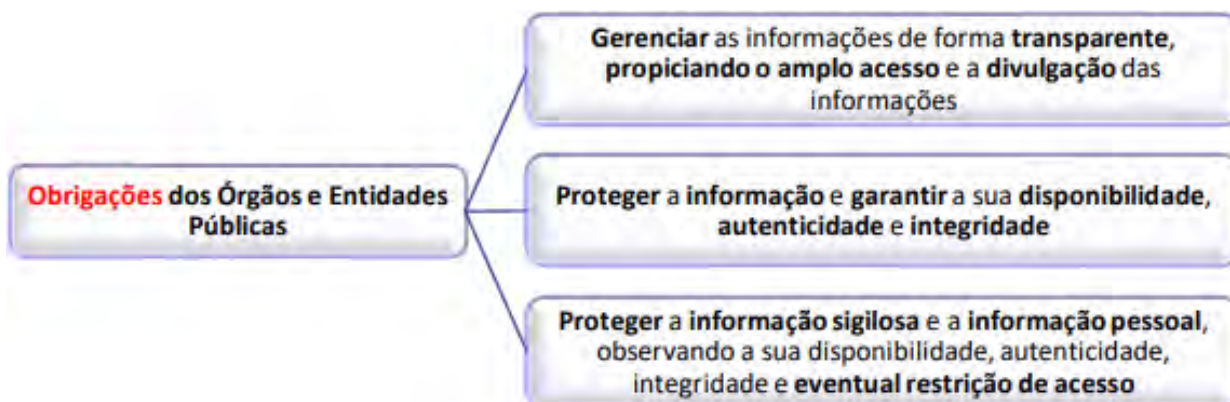 Gerenciar as informações de forma transparente,
propiciando o amplo acesso e a divulgação das
informações
Obrigações dos Órgãos e Entidades
Públicas
Proteger a informação e garantir a sua disponibilidade,
autenticidade e integridade
Proteger a informação sigilosa e a informação pessoal,
observando a sua disponibilidade, autenticidade,
integridade e eventual restrição de acesso